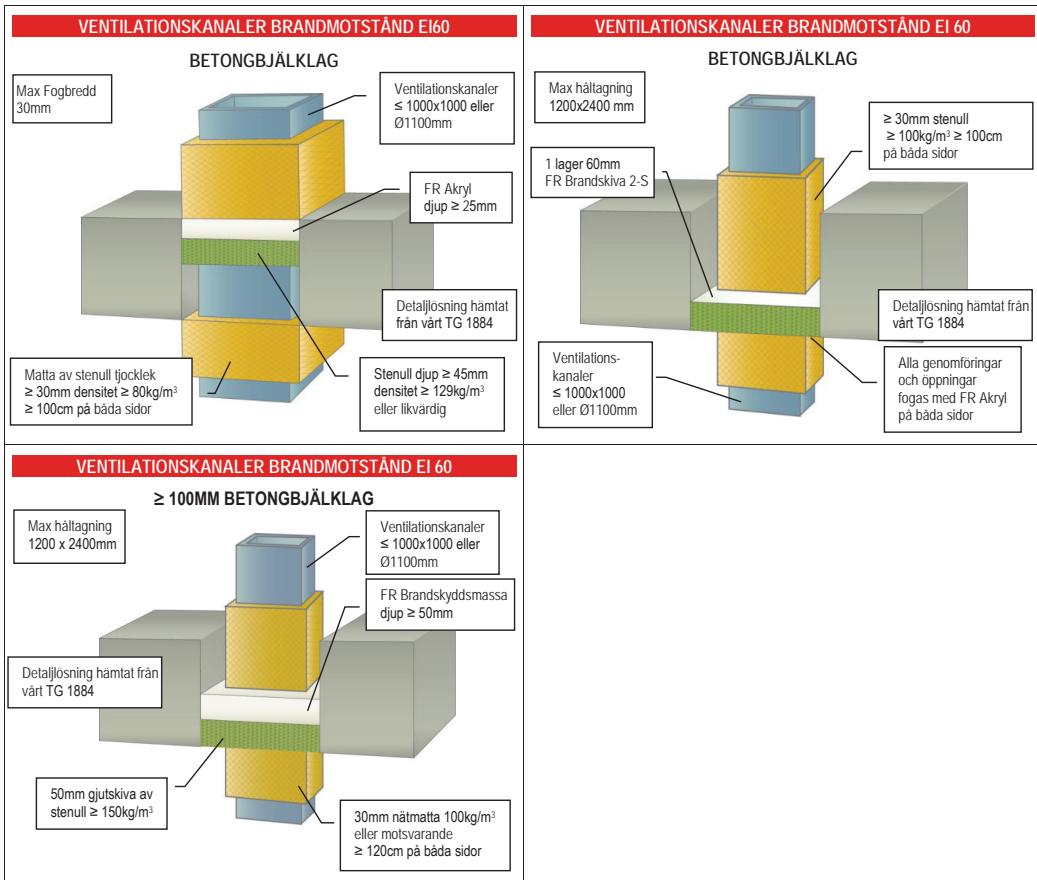 VENTILATIONSKANALER BRANDMOTSTÅND EI60
BETONGBJÄLKLAG
Max Fogbredd
30mm
Ventilationskanaler
≤ 1000x1000 eller
Ø1100mm
FR Akryl
djup ≥ 25mm
Detaljlösning hämtat
från vårt TG 1884
Matta av stenull tjocklek
≥ 30mm densitet ≥ 80kg/m³
≥ 100cm på båda sidor
Stenull djup ≥ 45mm
densitet ≥ 129kg/m³
eller likvärdig
VENTILATIONSKANALER BRANDMOTSTÅND EI 60
BETONGBJÄLKLAG
Max håltagning
1200x2400 mm
≥ 30mm stenull
≥ 100kg/m³ ≥ 100cm
på båda sidor
1 lager 60mm
FR Brandskiva 2-S
Detaljlösning hämtat från
vårt TG 1884
Ventilations-
kanaler
≤ 1000x1000
eller Ø1100mm
Alla genomföringar
och öppningar
fogas med FR Akryl
på båda sidor
VENTILATIONSKANALER BRANDMOTSTÅND EI 60
≥ 100MM BETONGBJÄLKLAG
Max håltagning
1200 x 2400mm
Ventilationskanaler
≤ 1000x1000 eller
Ø1100mm
FR Brandskyddsmassa
djup ≥ 50mm
Detaljlösning hämtat från
vårt TG 1884
50mm gjutskiva av
stenull ≥ 150kg/m³
30mm nätmatta 100kg/m³
eller motsvarande
≥ 120cm på båda sidor